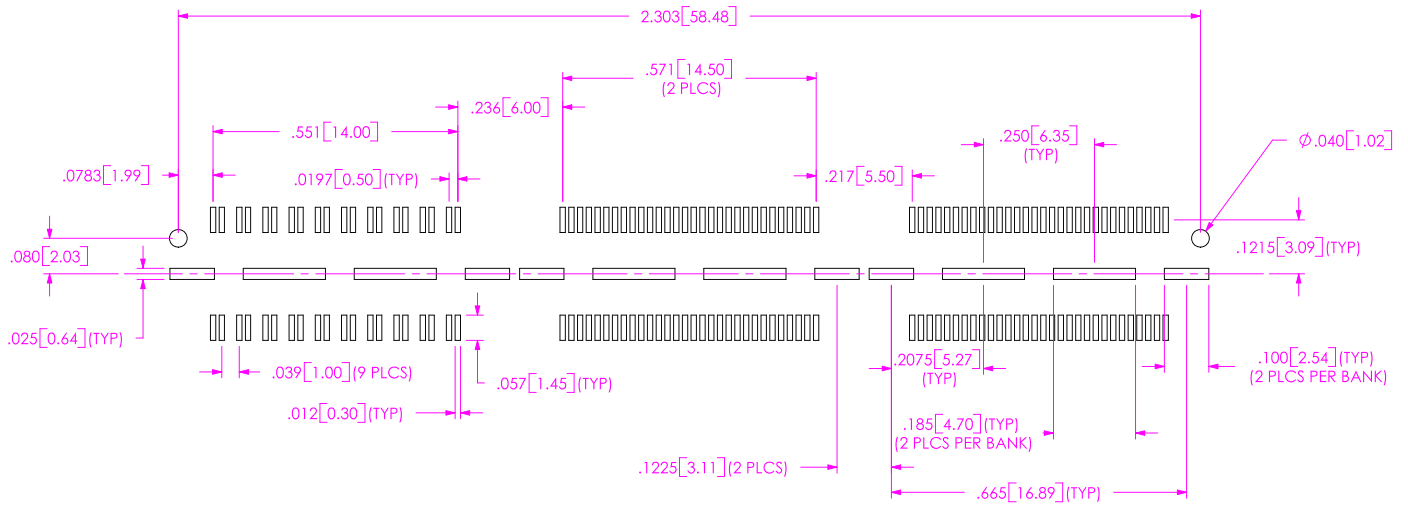 2.303[58.48]
.571[14.50]
(2 PLCS)
.236[6.00]
.551[14.00]
.250[6.35]
(TYP)
Ø.040[1.02]
.0783[1.99]
.0197[0.50](TYP)
.217[5.50]
.080[2.03]
.1215[3.09](TYP)
.025[0.64](TYP)
.039[1.00](9 PLCS)
.057[1.45](TYP)
.2075[5.27]
(TYP)
.100[2.54](TYP)
(2 PLCS PER BANK)
.012[0.30](TYP)
.185[4.70](TYP)
(2 PLCS PER BANK)
.1225[3.11](2 PLCS)
.665[16.89](TYP)